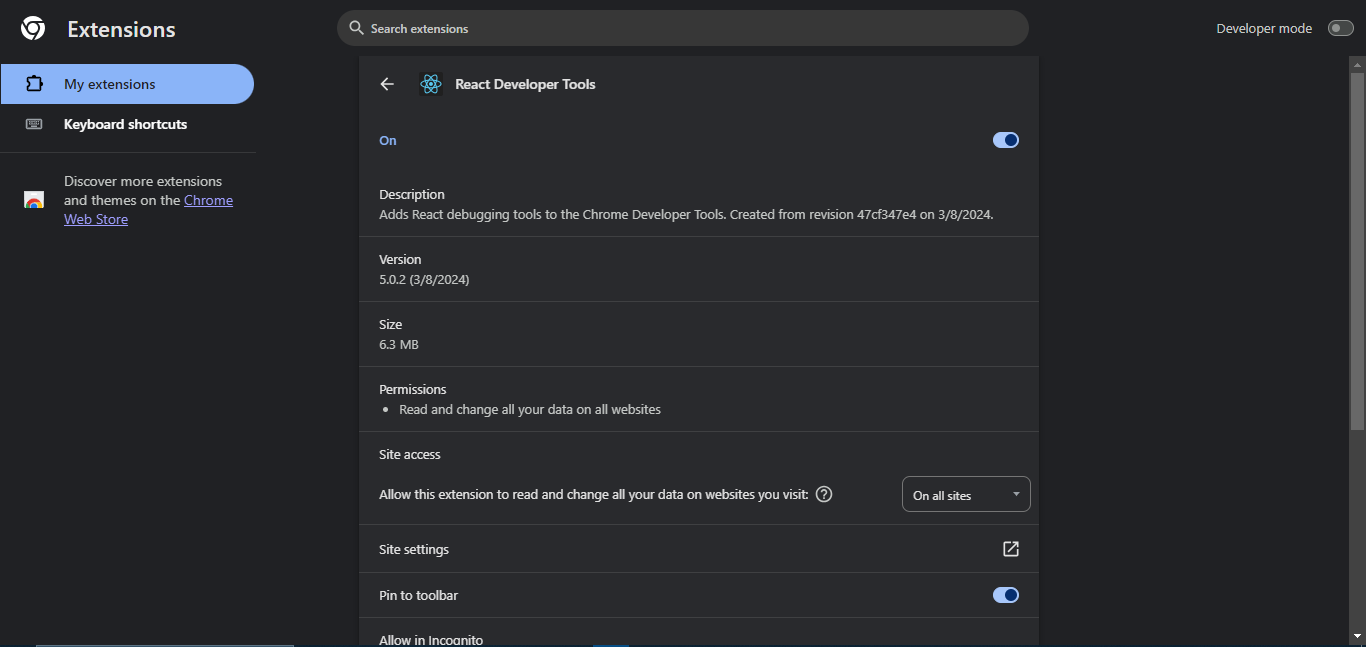 Extensions
Search extensions
Developer mode
My extensions
Keyboard shortcuts
Discover more extensions
and themes on the Chrome
Web Store
React Developer Tools
On
Description
Adds React debugging tools to the Chrome Developer Tools. Created from revision 47cf347e4 on 3/8/2024.
Version
5.0.2 (3/8/2024)
Size
6.3 MB
Permissions
• Read and change all your data on all websites
Site access
Allow this extension to read and change all your data on websites you visit:
On all sites
Site settings
Pin to toolbar
Allow in Incognito